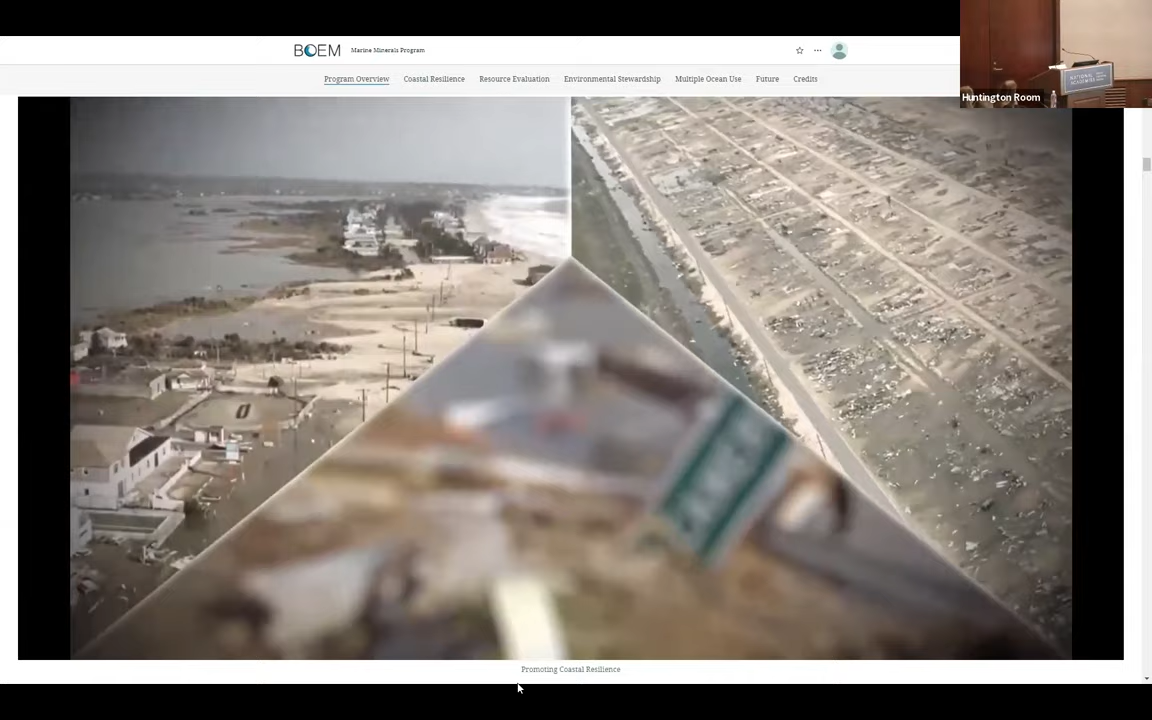 BOEM Marine Minerals Program
Program Overview Coastal Resilience Resource Evaluation Environmental Stewardship Multiple Ocean Use Future Credits
Huntington Room
NATIONAL
Promoting Coastal Resilience